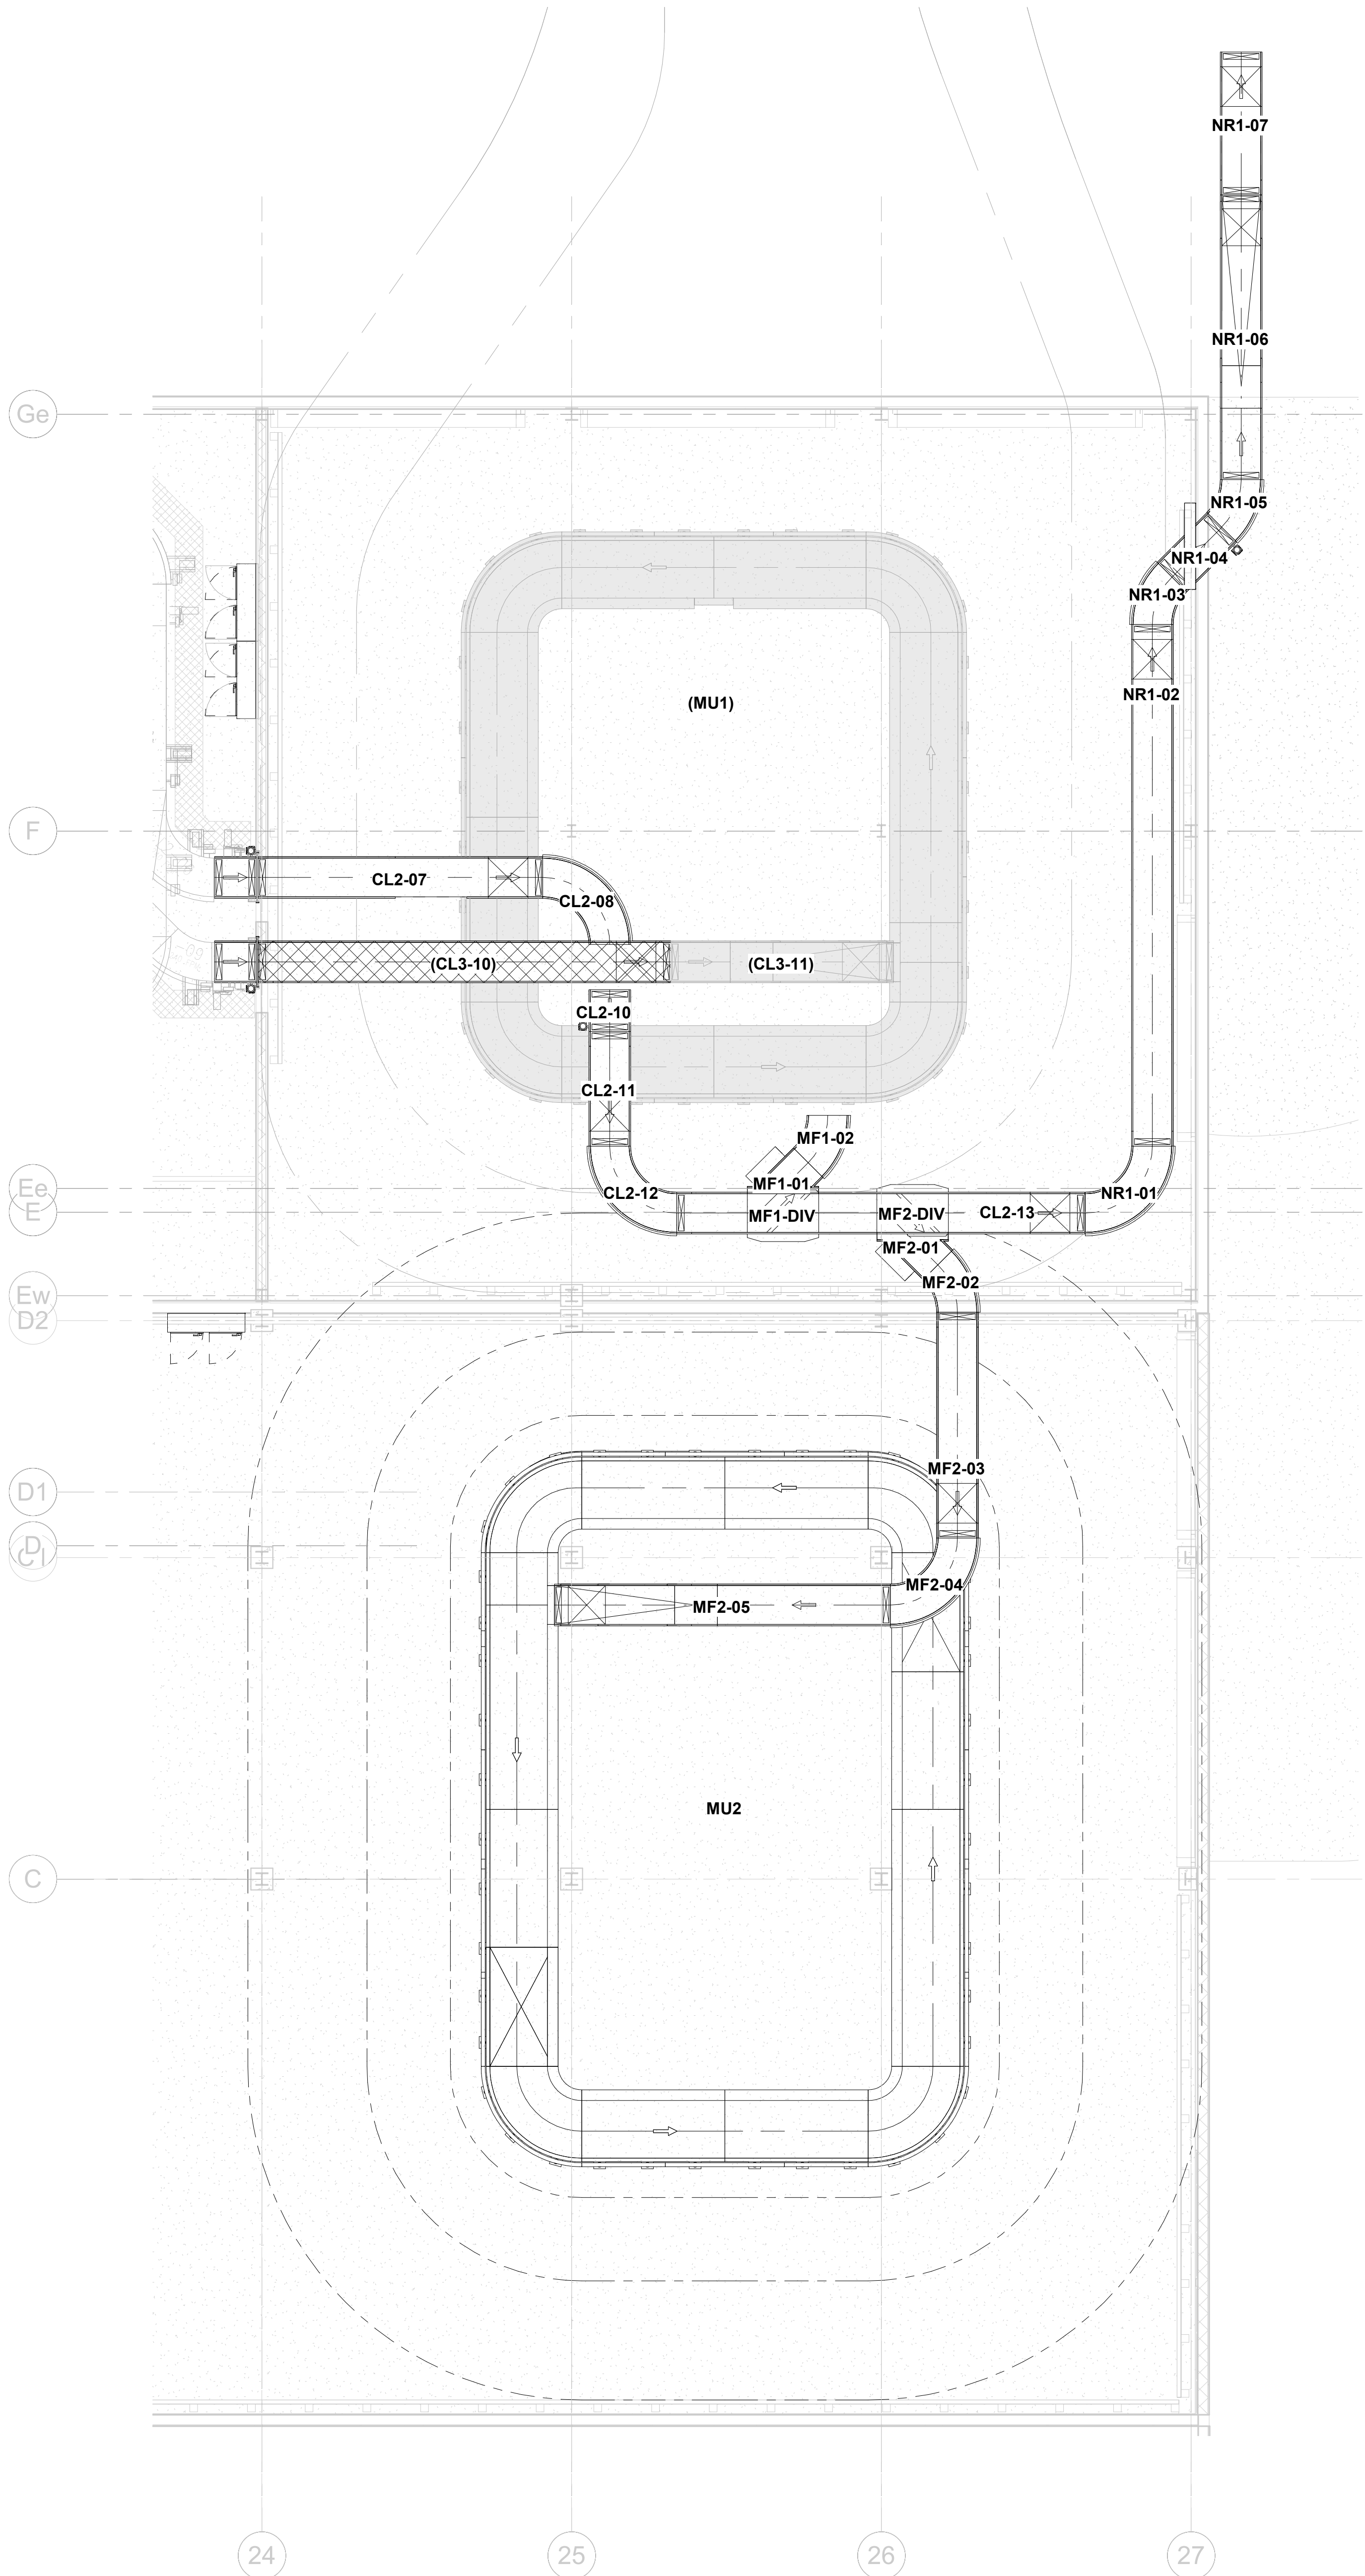 NR1-07
NR1-06
Ge
NR1-05
NR1-04
NR1-03
NR1-02
(MU1)
F
CL2-07
CL2-08
(CL3-10)
(CL3-11)
CL2-10
CL2-11
MF1-02
MF1-01
Ee
CL2-12
NR1-01
E
MF1-DIV
MF2-DIV
CL2-13
MF2-01
MF2-02
Ew
D2
MF2-03
D1
D
C1
MF2-04
MF2-05
MU2
C
24
25
26
27